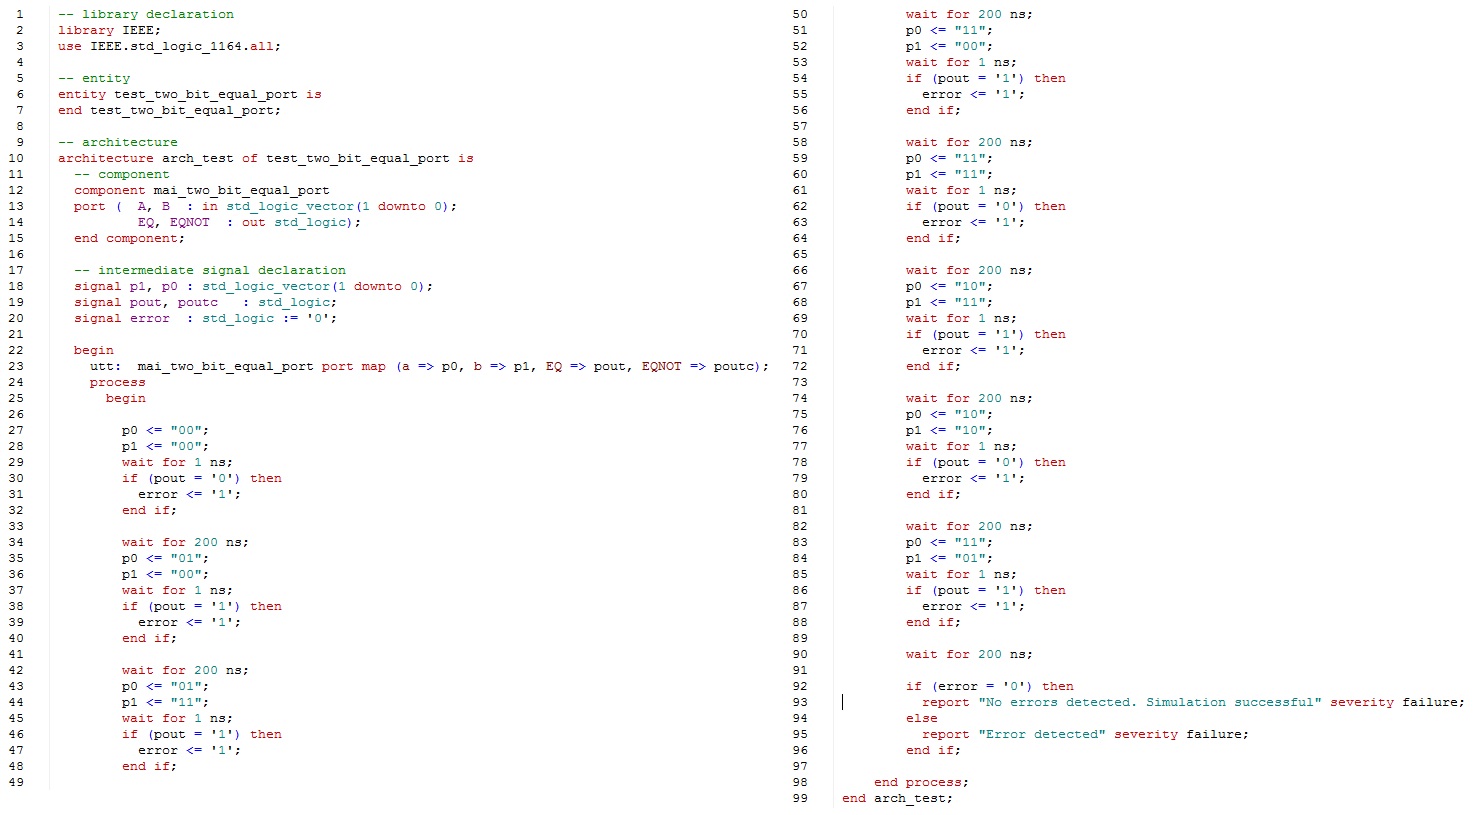 1 -- library declaration
2 library IEEE;
3 use IEEE.std_logic_1164.all;
4
5 -- entity
6 entity test_two_bit_equal_port is
7 end test_two_bit_equal_port;
8
9 -- architecture
10 architecture arch_test of test_two_bit_equal_port is
11 -- component
12 component mai_two_bit_equal_port
13 port ( A, B : in std_logic_vector(1 downto 0);
14 EQ, EQNOT : out std_logic);
15 end component;
16
17 -- intermediate signal declaration
18 signal p1, p0 : std_logic_vector(1 downto 0);
19 signal pout, poutc : std_logic;
20 signal error : std_logic := '0';
21
22 begin
23 utt: mai_two_bit_equal_port port map (a => p0, b => p1, EQ => pout, EQNOT => poutc);
24 process
25 begin
26
27 p0 <= "00";
28 p1 <= "00";
29 wait for 1 ns;
30 if (pout = '0') then
31 error <= '1';
32 end if;
33
34 wait for 200 ns;
35 p0 <= "01";
36 p1 <= "00";
37 wait for 1 ns;
38 if (pout = '1') then
39 error <= '1';
40 end if;
41
42 wait for 200 ns;
43 p0 <= "01";
44 p1 <= "11";
45 wait for 1 ns;
46 if (pout = '1') then
47 error <= '1';
48 end if;
49
50 wait for 200 ns;
51 p0 <= "11";
52 p1 <= "00";
53 wait for 1 ns;
54 if (pout = '1') then
55 error <= '1';
56 end if;
57
58 wait for 200 ns;
59 p0 <= "11";
60 p1 <= "11";
61 wait for 1 ns;
62 if (pout = '0') then
63 error <= '1';
64 end if;
65
66 wait for 200 ns;
67 p0 <= "10";
68 p1 <= "11";
69 wait for 1 ns;
70 if (pout = '1') then
71 error <= '1';
72 end if;
73
74 wait for 200 ns;
75 p0 <= "10";
76 p1 <= "10";
77 wait for 1 ns;
78 if (pout = '0') then
79 error <= '1';
80 end if;
81
82 wait for 200 ns;
83 p0 <= "11";
84 p1 <= "01";
85 wait for 1 ns;
86 if (pout = '1') then
87 error <= '1';
88 end if;
89
90 wait for 200 ns;
91
92 if (error = '0') then
93 report "No errors detected. Simulation successful" severity failure;
94 else
95 report "Error detected" severity failure;
96 end if;
97
98 end process;
99 end arch_test;